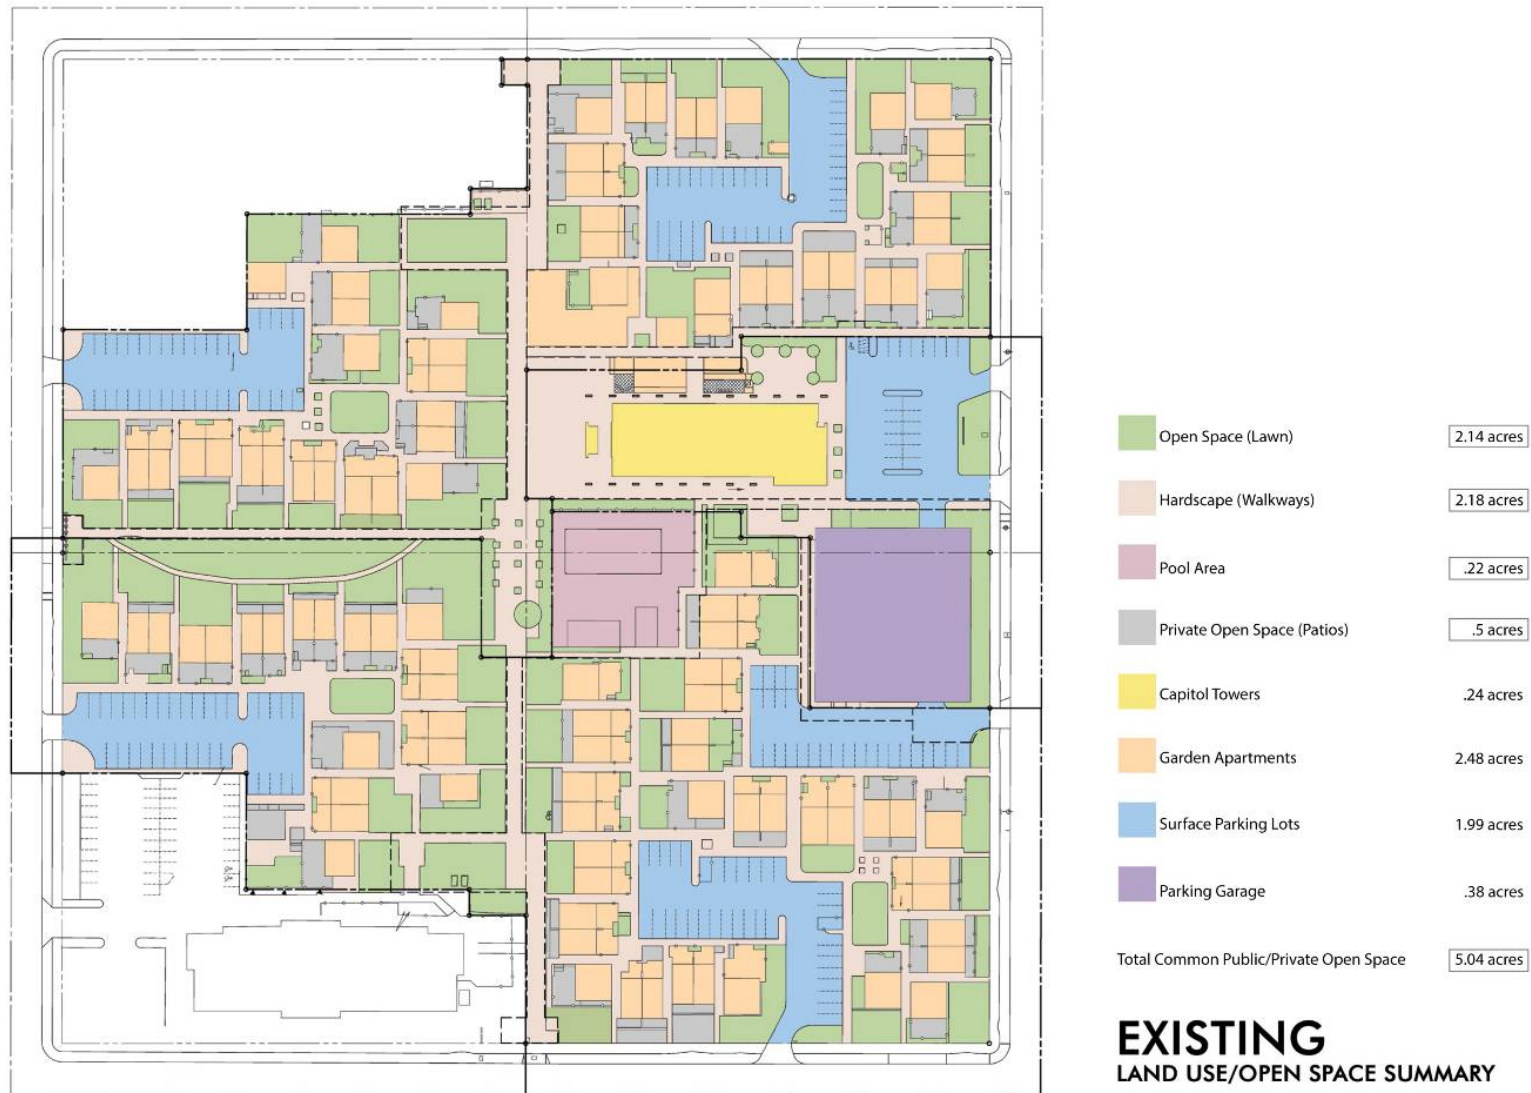 Open Space (Lawn) 2.14 acres
Hardscape (Walkways) 2.18 acres
Pool Area .22 acres
Private Open Space (Patios) .5 acres
Capitol Towers .24 acres
Garden Apartments 2.48 acres
Surface Parking Lots 1.99 acres
Parking Garage .38 acres
Total Common Public/Private Open Space 5.04 acres
EXISTING
LAND USE/OPEN SPACE SUMMARY